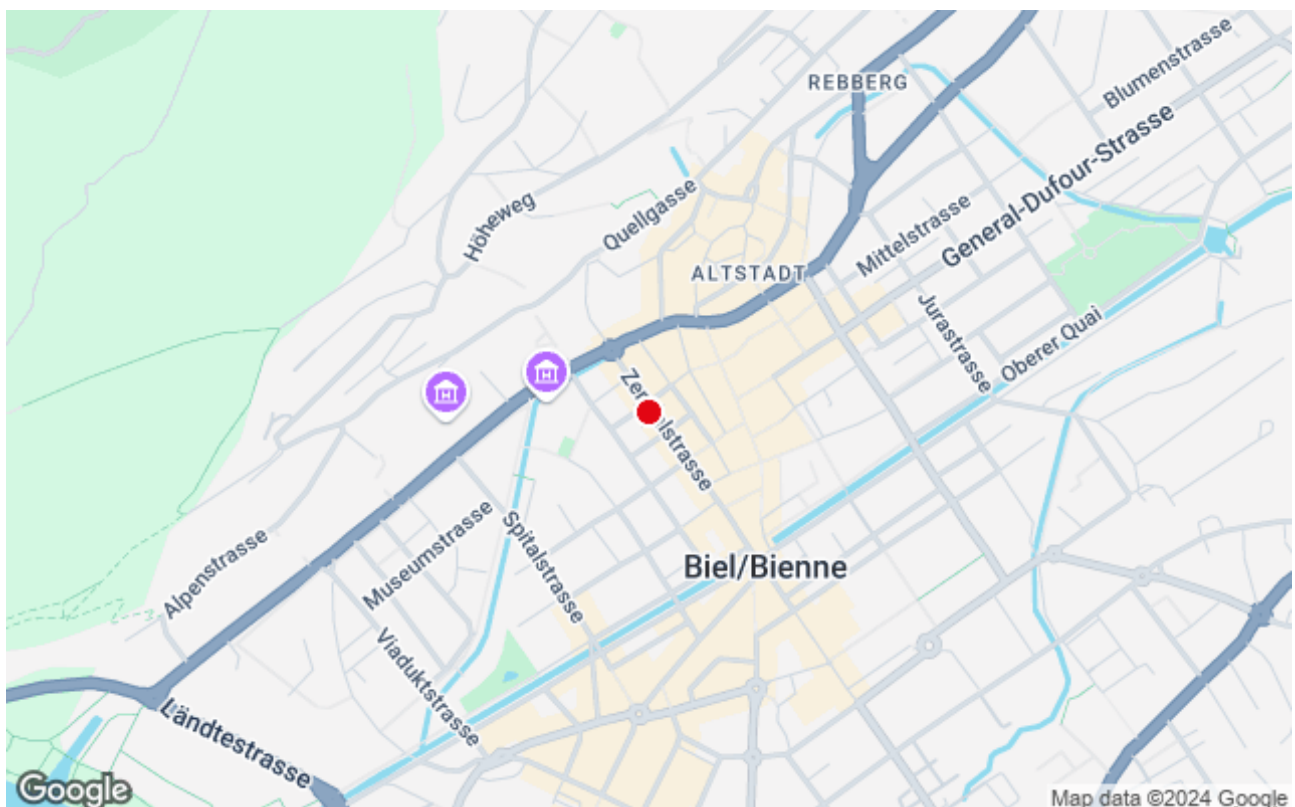 REBBERG
Blumenstrasse
General-Dufour-Strasse
Höheweg
Quellgasse
Mittelstrasse
ALTSTADT
Jurastrasse
Oberer Quai
Biel/Bienne
Museumstrasse
Spitalstrasse
Alpenstrasse
Viaduktstrasse
Ländtestrasse
Google
Map data ©2024 Google